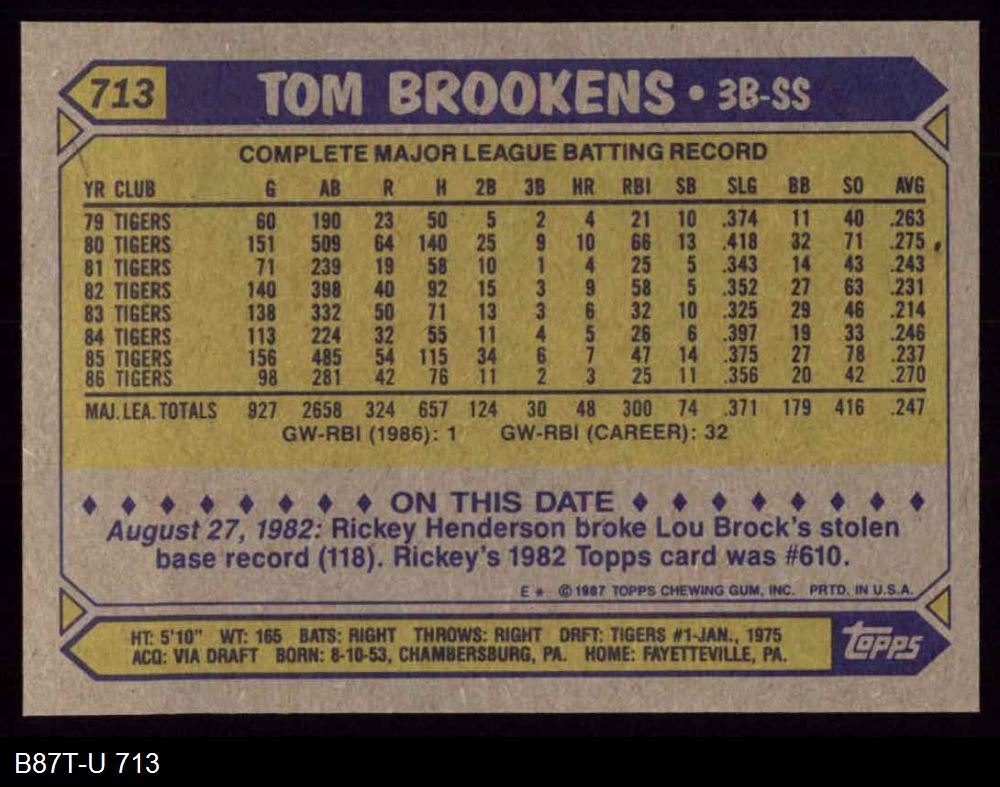 713 TOM BROOKENS • 3B-SS
COMPLETE MAJOR LEAGUE BATTING RECORD
YR CLUB G AB R H 2B 3B HR RBI SB SLG BB SO AVG
79 TIGERS 60 190 23 50 5 2 4 21 10 .374 11 40 .263
80 TIGERS 151 509 64 140 25 9 10 66 13 .418 32 71 .275
81 TIGERS 71 239 19 58 10 1 4 25 5 .343 14 43 .243
82 TIGERS 140 398 40 92 15 3 9 58 5 .352 27 63 .231
83 TIGERS 138 332 50 71 13 3 6 32 10 .325 29 46 .214
84 TIGERS 113 224 32 55 11 4 5 26 6 .397 19 33 .246
85 TIGERS 156 485 54 115 34 6 7 47 14 .375 27 78 .237
86 TIGERS 98 281 42 76 11 2 3 25 11 .356 20 42 .270
MAJ. LEA. TOTALS 927 2658 324 657 124 30 48 300 74 .371 179 416 .247
GW-RBI (1986): 1 GW-RBI (CAREER): 32
ON THIS DATE
August 27, 1982: Rickey Henderson broke Lou Brock's stolen
base record (118). Rickey's 1982 Topps card was #610.
E * © 1987 TOPPS CHEWING GUM, INC. PRTD. IN U.S.A.
HT: 5'10" WT: 165 BATS: RIGHT THROWS: RIGHT DRFT: TIGERS #1-JAN., 1975
ACQ: VIA DRAFT BORN: 8-10-53, CHAMBERSBURG, PA. HOME: FAYETTEVILLE, PA.
TOPPS
B87T-U 713